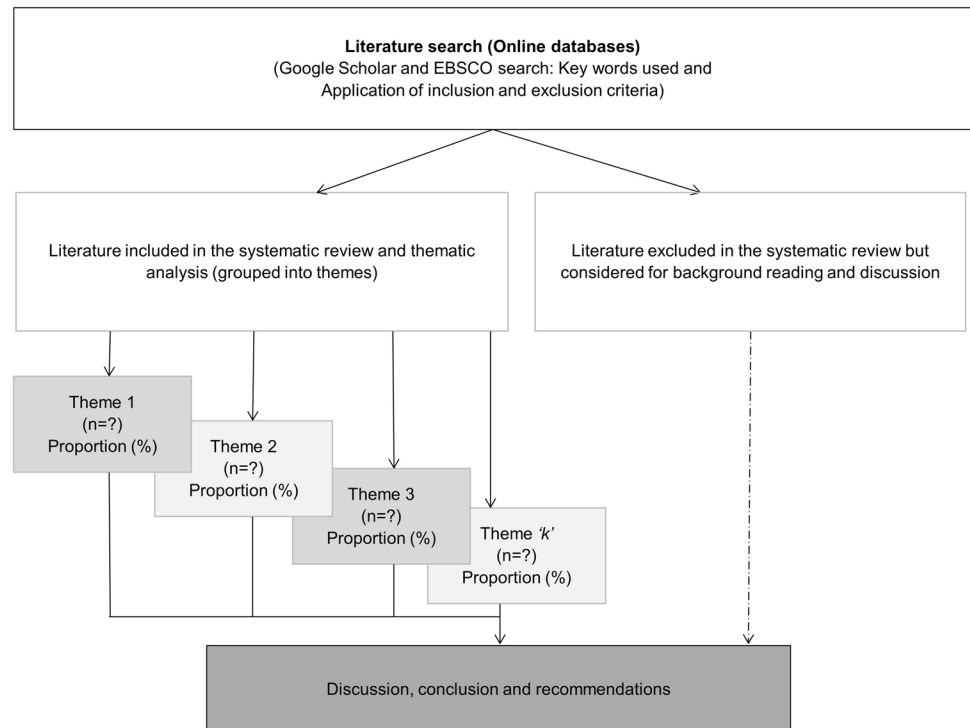 Literature search (Online databases)
(Google Scholar and EBSCO search: Key words used and
Application of inclusion and exclusion criteria)
Literature included in the systematic review and thematic
analysis (grouped into themes)
Literature excluded in the systematic review but
considered for background reading and discussion
Theme 1
(n=?)
Proportion (%)
Theme 2
(n=?)
Proportion (%)
Theme 3
(n=?)
Proportion (%)
Theme ‘k’
(n=?)
Proportion (%)
Discussion, conclusion and recommendations